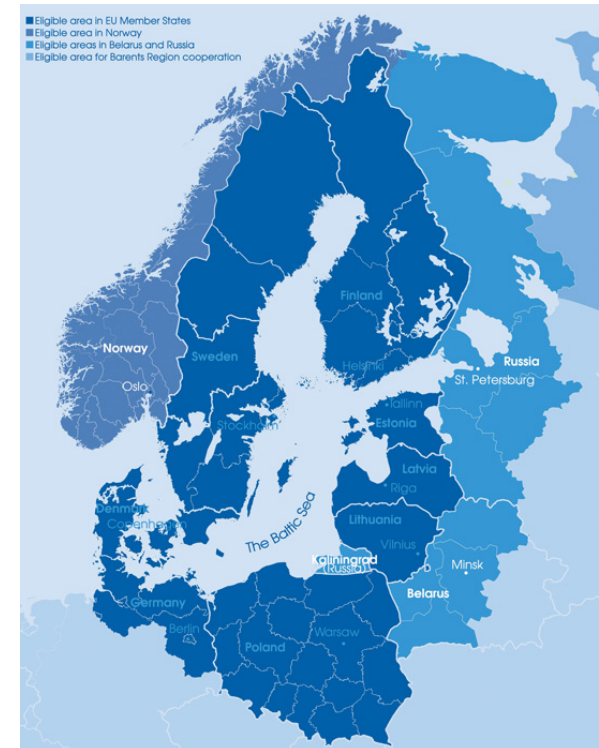 Eligible area in EU Member States
Eligible area in Norway
Eligible areas in Belarus and Russia
Eligible area for Barents Region cooperation
Finland
Norway
Sweden
Helsinki
Russia
Oslo
St. Petersburg
Tallinn
Stockholm
Estonia
Latvia
Riga
Denmark
Copenhagen
Lithuania
The Baltic Sea
Vilnius
Kaliningrad
(Russia)
Minsk
Belarus
Germany
Berlin
Warsaw
Poland